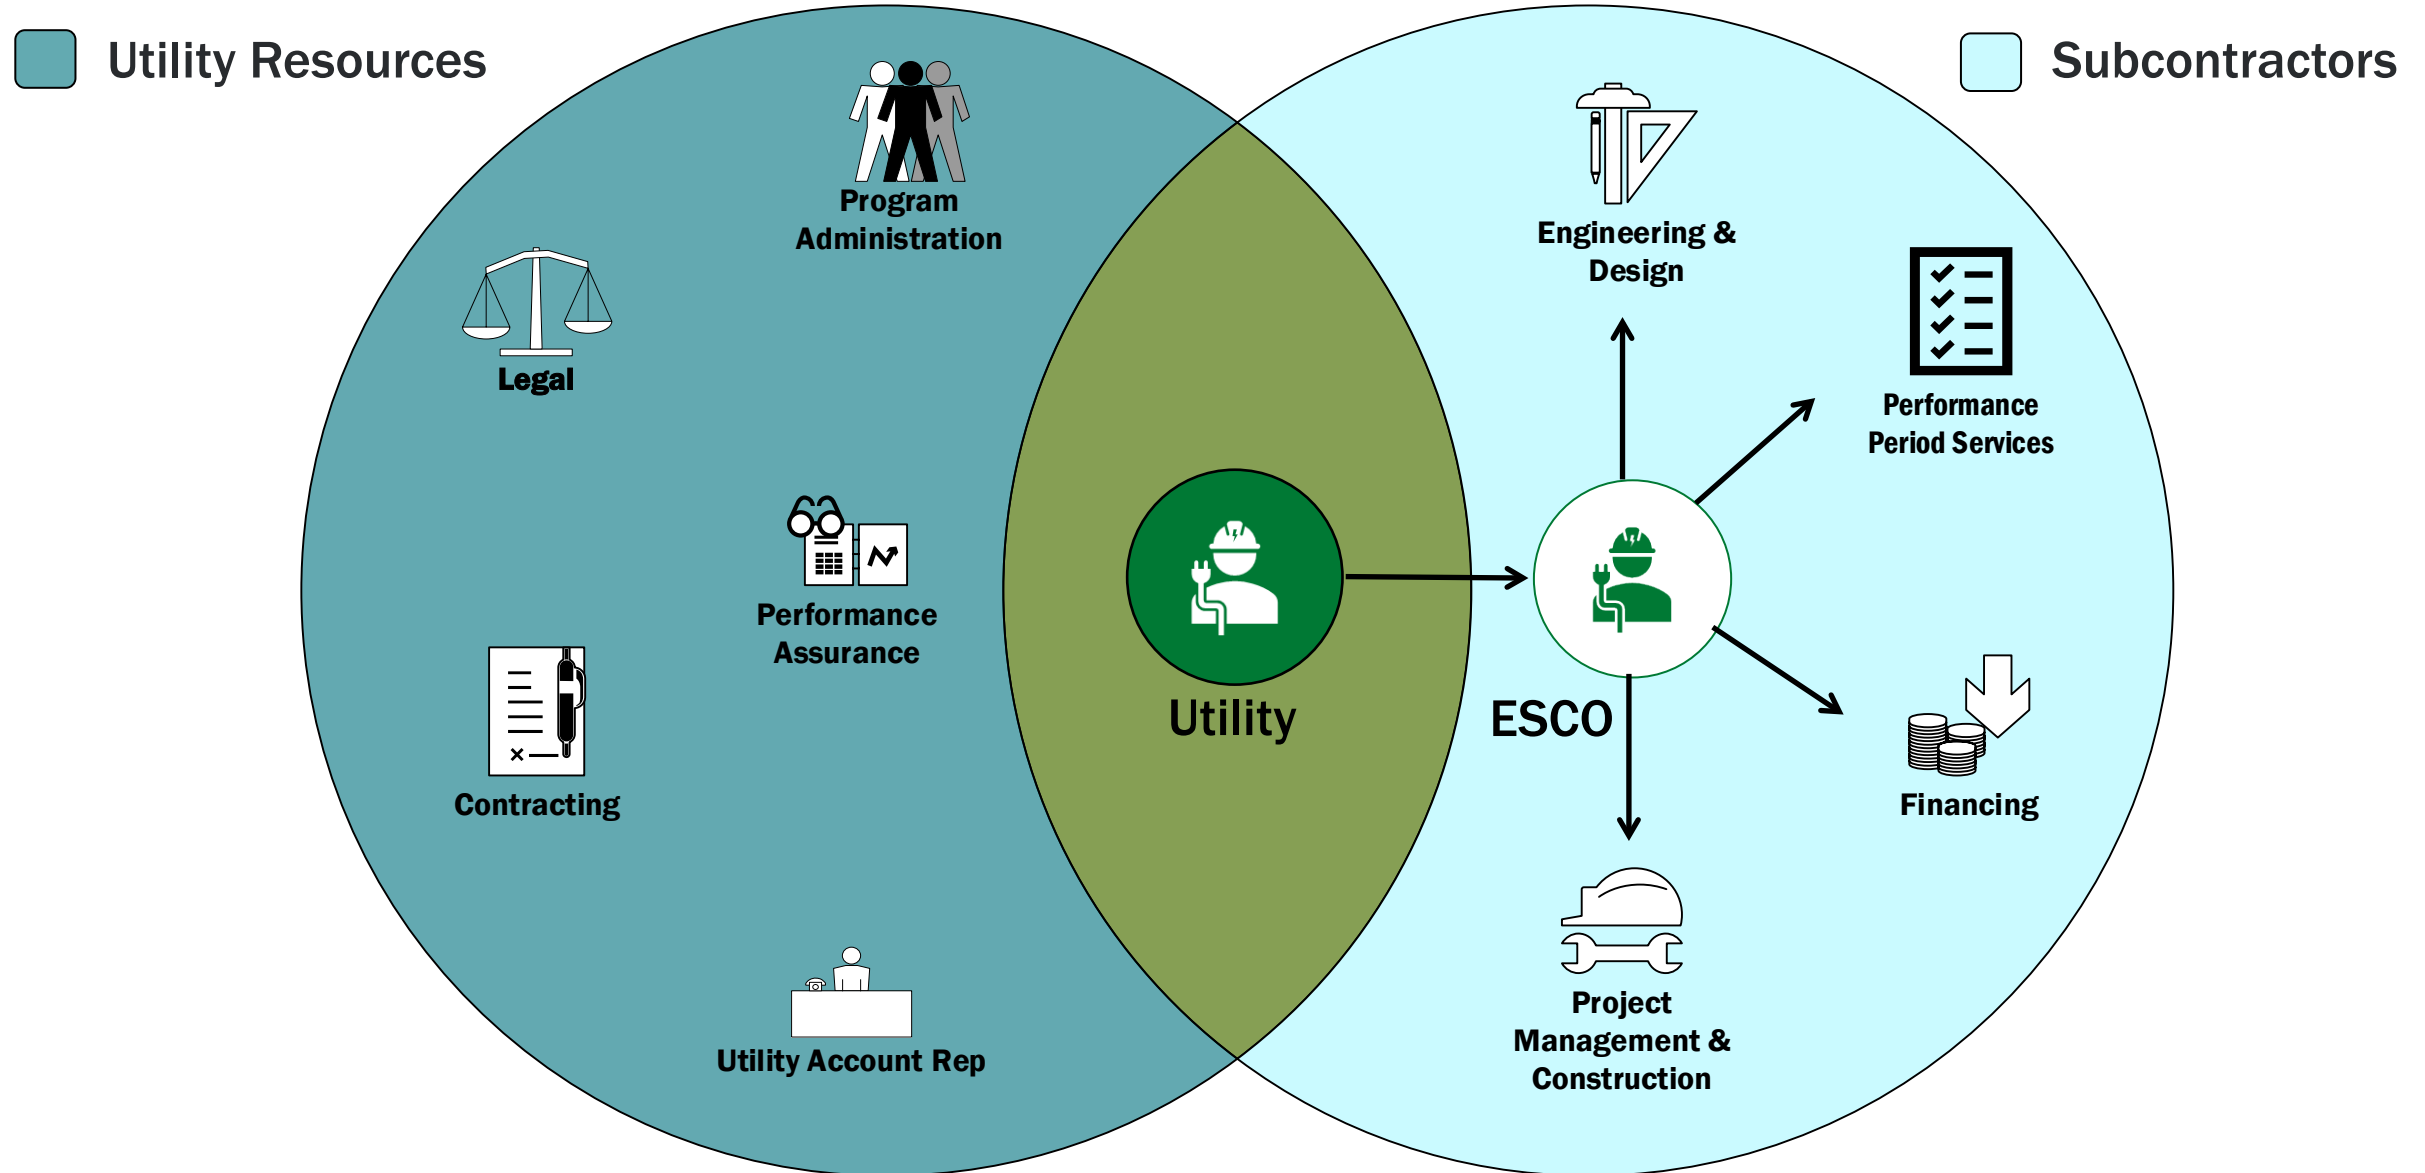 Utility Resources
Subcontractors
Program
Administration
Legal
Performance
Assurance
Contracting
Utility Account Rep
Utility
ESCO
Engineering &
Design
Performance
Period Services
Financing
Project
Management &
Construction